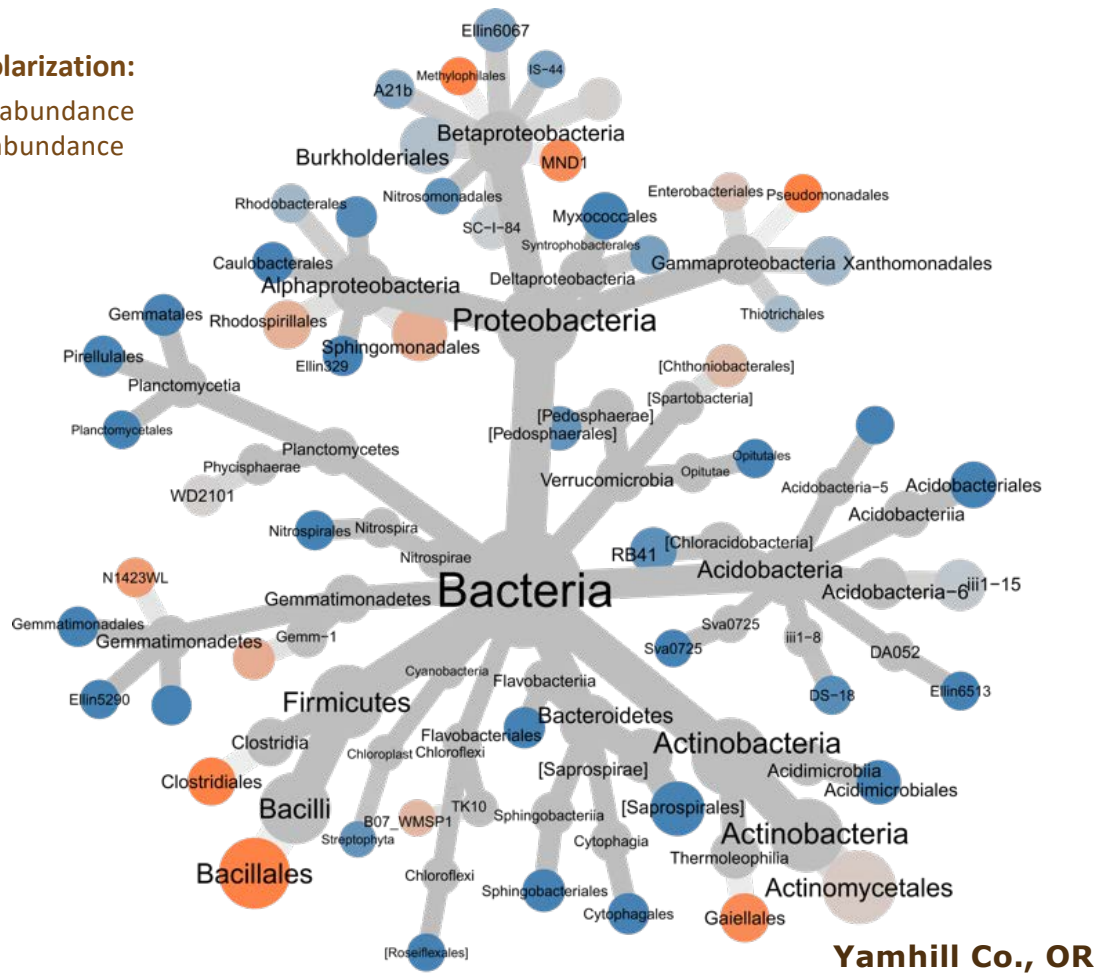 Ellin6067
olarization:
Methylophilales
IS−44
A21b
abundance
Betaproteobacteria
abundance
Burkholderiales
MND1
Enterobacteriales
Pseudomonadales
Nitrosomonadales
Rhodobacterales
Myxococcales
SC−I−84
Syntrophobacterales
Caulobacterales
Gammaproteobacteria
Xanthomonadales
Deltaproteobacteria
Alphaproteobacteria
Gemmatales
Rhodospirillales
Proteobacteria
Thiotrichales
Sphingomonadales
Pirellulales
Ellin329
[Chthoniobacterales]
Planctomycetia
[Spartobacteria]
[Pedosphaerae]
Planctomycetales
[Pedosphaerales]
Planctomycetes
Opitutales
Phycisphaerae
Opitutae
Verrucomicrobia
Acidobacteria−5
Acidobacteriales
WD2101
Acidobacteriia
Nitrospirales
Nitrospira
[Chloracidobacteria]
RB41
Nitrospirae
Acidobacteria
N1423WL
Bacteria
Acidobacteria−6
iii1−15
Gemmatimonadetes
Gemmatimonadales
Sva0725
Gemm−1
iii1−8
Gemmatimonadetes
Sva0725
DA052
Cyanobacteria
Flavobacteriia
Ellin5290
DS−18
Ellin6513
Firmicutes
Bacteroidetes
Flavobacteriales
Clostridia
Actinobacteria
Chloroplast
Chloroflexi
[Saprospirae]
Acidimicrobiia
Clostridiales
Acidimicrobiales
Bacilli
TK10
[Saprospirales]
B07_WMSP1
Sphingobacteriia
Streptophyta
Cytophagia
Actinobacteria
Thermoleophilia
Bacillales
Chloroflexi
Sphingobacteriales
Actinomycetales
Cytophagales
Gaiellales
[Roseiflexales]
Yamhill Co., OR